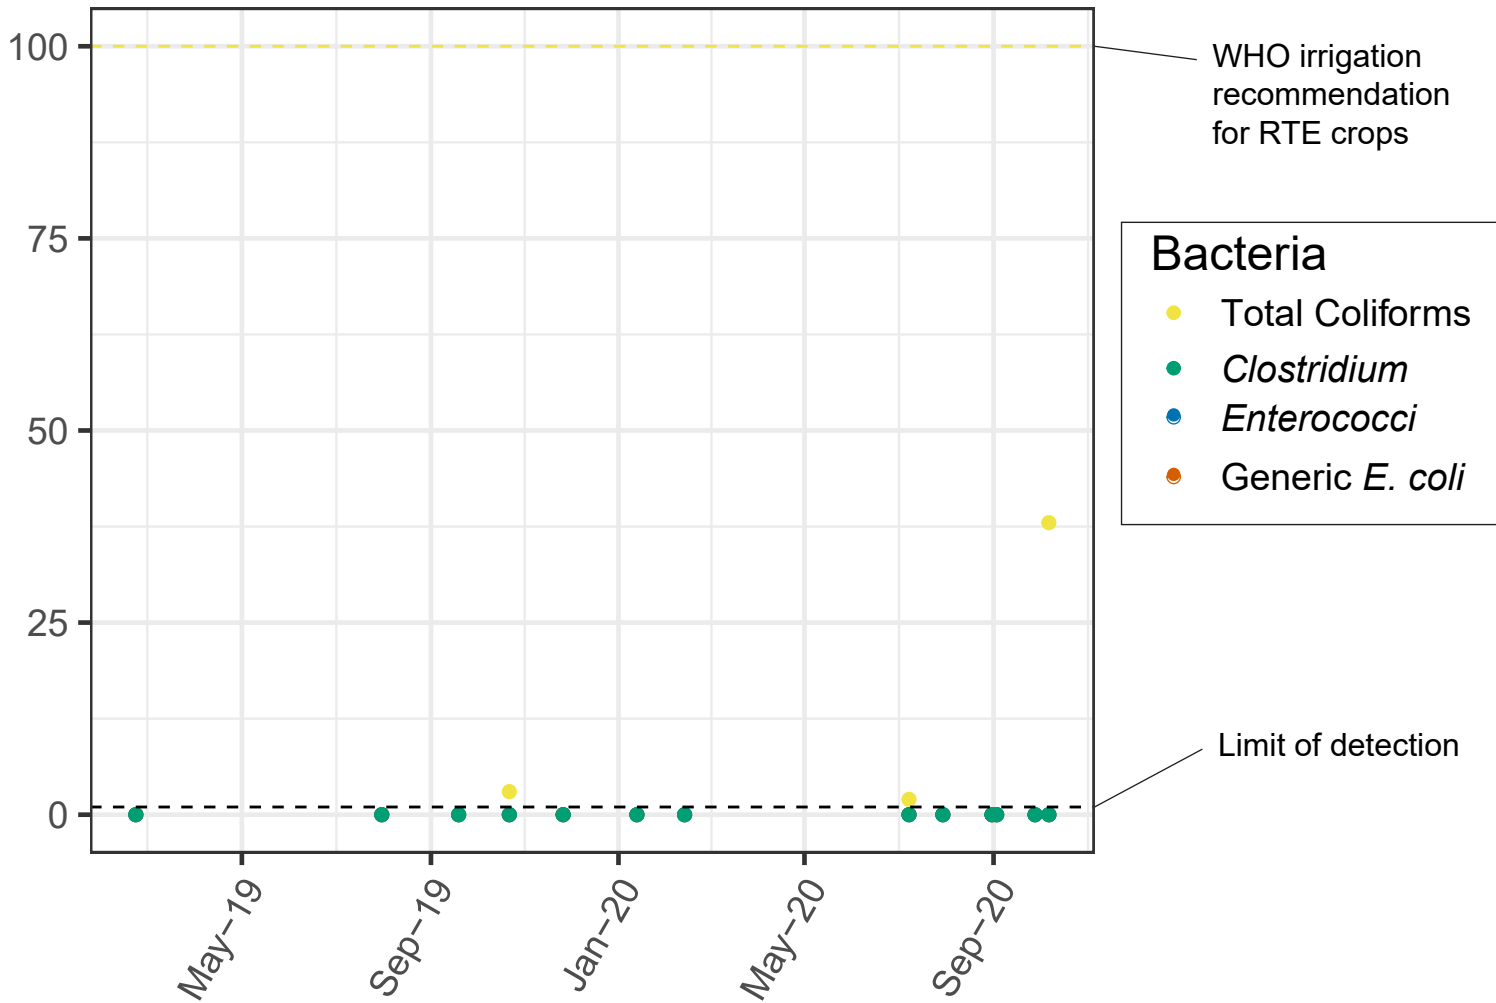 100
75
50
25
0
May−19
Sep−19
Jan−20
May−20
Sep−20
WHO irrigation
recommendation
for RTE crops
Bacteria
Total Coliforms
Clostridium
Enterococci
Generic E. coli
Limit of detection